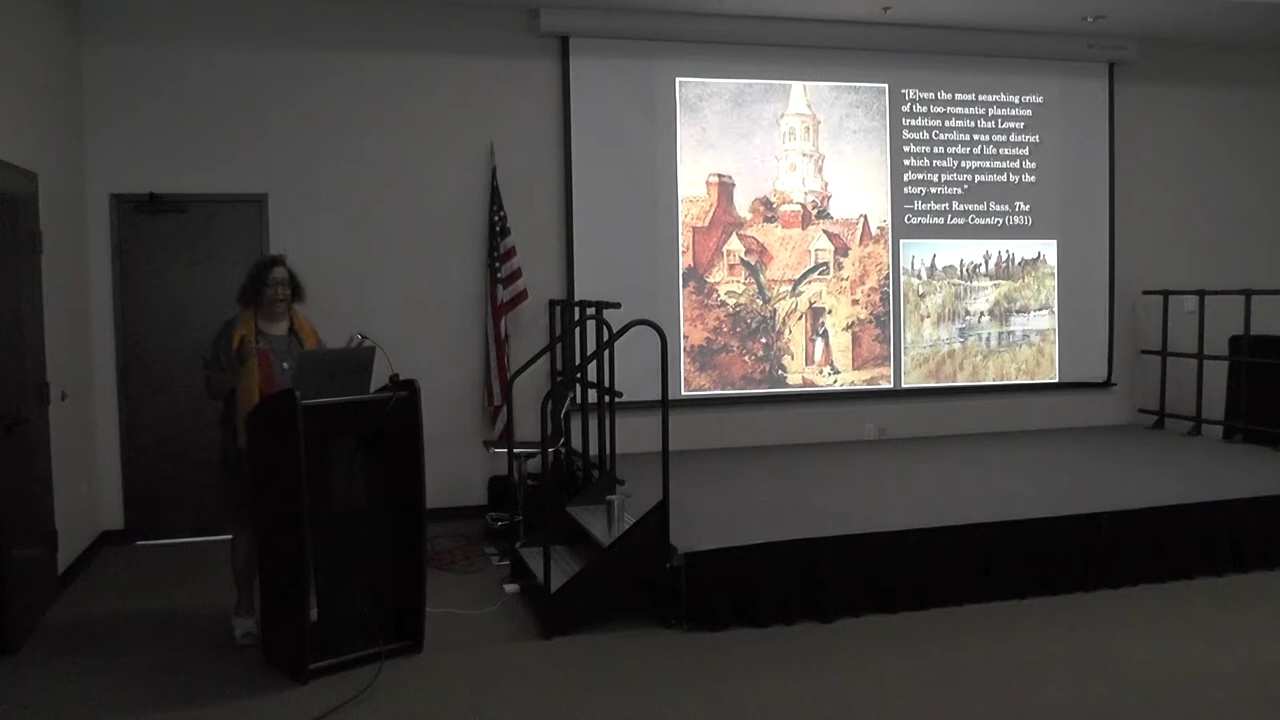 “[E]ven the most searching critic
of the too-romantic plantation
tradition admits that Lower
South Carolina was one district
where an order of life existed
which really approximated the
glowing picture painted by the
story-writers.”
—Herbert Ravenel Sass, The
Carolina Low-Country (1931)